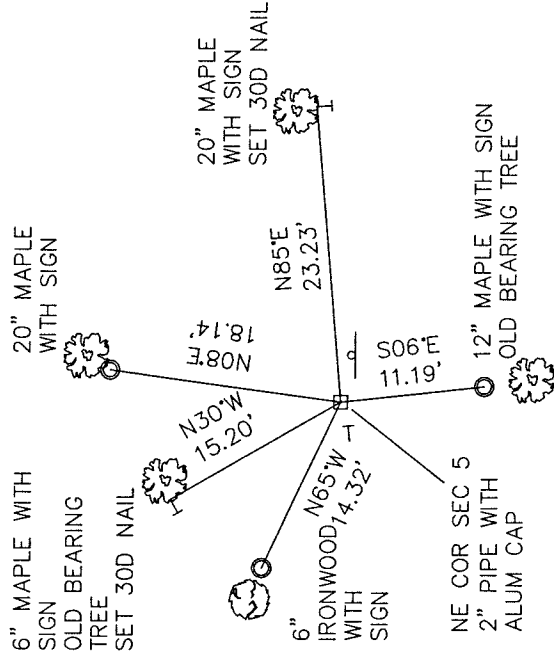 20" MAPLE
WITH SIGN
6" MAPLE WITH
SIGN
OLD BEARING
TREE
SET 30D NAIL
20" MAPLE
WITH SIGN
SET 30D NAIL
N08°E
18.14'
N30°W
15.20'
N85°E
23.23'
N65°W
14.32'
T
S06°E
11.19'
6"
IRONWOOD
WITH
SIGN
NE COR SEC 5
2" PIPE WITH
ALUM CAP
12" MAPLE WITH SIGN
OLD BEARING TREE